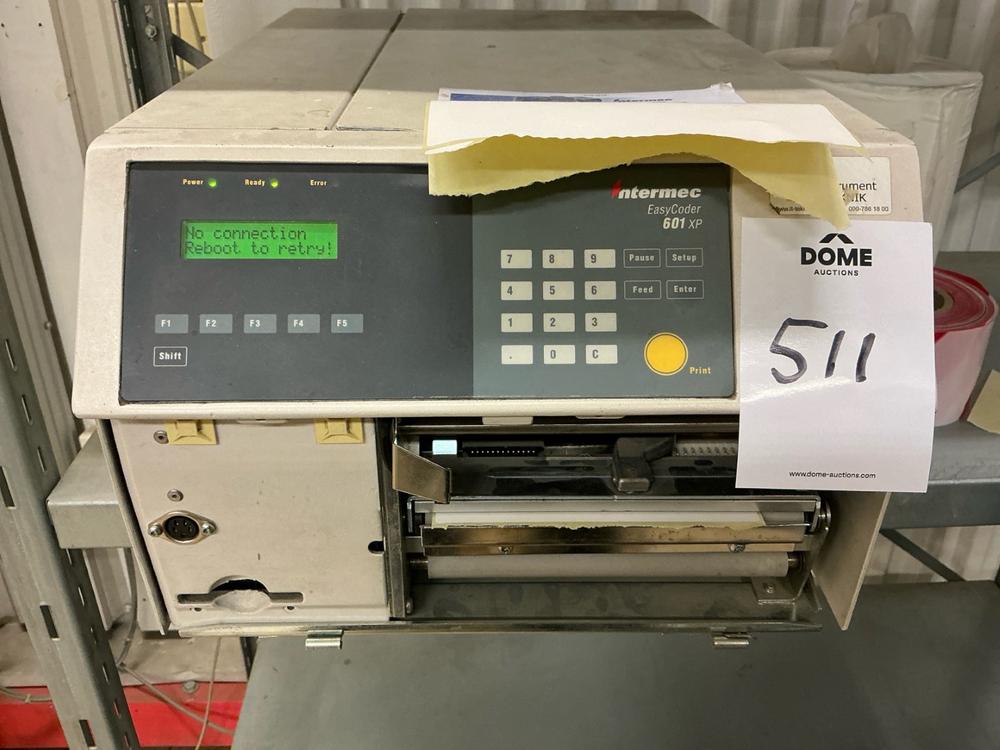 Intermec
Power
Ready
Error
Intermec
EasyCoder
601 XP
No connection
Reboot to retry!
7 8 9 Pause Setup
4 5 6 Feed Enter
1 2 3
. 0 C
Print
F1 F2 F3 F4 F5
Shift
DOME
AUCTIONS
511
www.dome-auctions.com